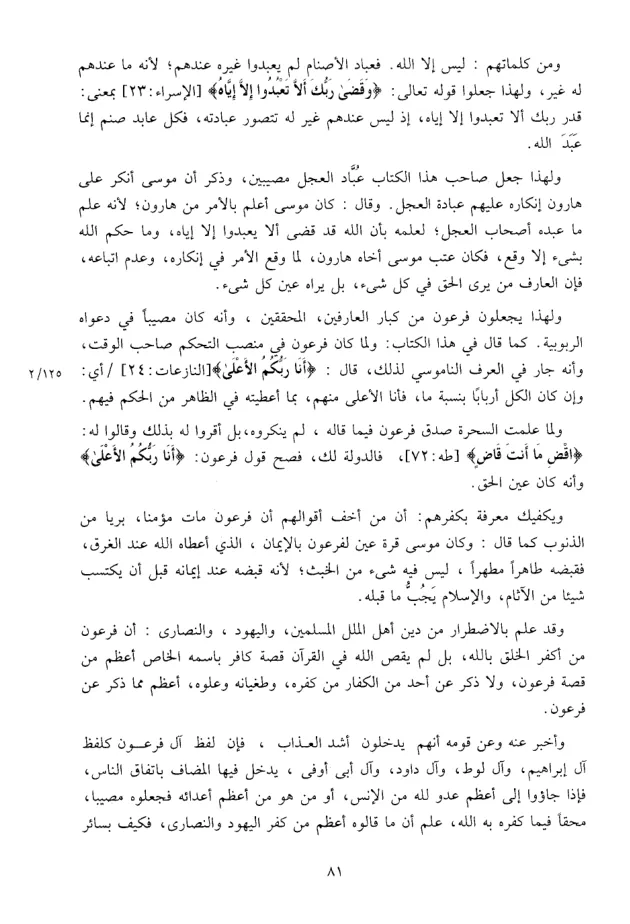 ومن كلماتهم : ليس إلا الله. فعباد الأصنام لم يعبدوا غيره عندهم؛ لأنه ما عندهم
له غير، ولهذا جعلوا قوله تعالى: ﴿وَقَضَىٰ رَبُّكَ أَلاَّ تَعْبُدُوا إِلاَّ إِيَّاهُ﴾ [الإسراء:٢٣] بمعنى:
قدر ربك ألا تعبدوا إلا إياه، إذ ليس عندهم غير له تتصور عبادته، فكل عابد صنم إنما
عَبَدَ الله.
ولهذا جعل صاحب هذا الكتاب عُبَّاد العجل مصيبين، وذكر أن موسى أنكر على
هارون إنكاره عليهم عبادة العجل. وقال : كان موسى أعلم بالأمر من هارون؛ لأنه علم
ما عبده أصحاب العجل؛ لعلمه بأن الله قد قضى ألا يعبدوا إلا إياه، وما حكم الله
بشىء إلا وقع، فكان عتب موسى أخاه هارون، لما وقع الأمر في إنكاره، وعدم اتباعه،
فإن العارف من يرى الحق في كل شىء، بل يراه عين كل شىء.
ولهذا يجعلون فرعون من كبار العارفين، المحققين ، وأنه كان مصيباً في دعواه
الربوبية. كما قال في هذا الكتاب: ولما كان فرعون في منصب التحكم صاحب الوقت،
وأنه جار في العرف الناموسي لذلك، قال : ﴿أَنَا رَبُّكُمُ الأَعْلَىٰ﴾[النازعات:٢٤] /أي: ٢/١٢٥
وإن كان الكل أربابًا بنسبة ما، فأنا الأعلى منهم، بما أعطيته في الظاهر من الحكم فيهم.
ولما علمت السحرة صدق فرعون فيما قاله ، لم ينكروه،بل أقروا له بذلك وقالوا له:
﴿اقْضِ مَا أَنتَ قَاضٍ﴾ [طه:٧٢]، فالدولة لك، فصح قول فرعون: ﴿أَنَا رَبُّكُمُ الأَعْلَىٰ﴾
وأنه كان عين الحق.
ويكفيك معرفة بكفرهم: أن من أخف أقوالهم أن فرعون مات مؤمنا، بريا من
الذنوب كما قال : وكان موسى قرة عين لفرعون بالإيمان ، الذي أعطاه الله عند الغرق،
فقبضه طاهراً مطهراً ، ليس فيه شىء من الخبث؛ لأنه قبضه عند إيمانه قبل أن يكتسب
شيئا من الآثام، والإسلام يَجُبُّ ما قبله.
وقد علم بالاضطرار من دين أهل الملل المسلمين، واليهود ، والنصارى : أن فرعون
من أكفر الخلق بالله، بل لم يقص الله في القرآن قصة كافر باسمه الخاص أعظم من
قصة فرعون، ولا ذكر عن أحد من الكفار من كفره، وطغيانه وعلوه، أعظم مما ذكر عن
فرعون.
وأخبر عنه وعن قومه أنهم يدخلون أشد العـذاب ، فإن لفظ آل فرعـون كلفظ
آل إبراهيم، وآل لوط، وآل داود، وآل أبى أوفى ، يدخل فيها المضاف باتفاق الناس،
فإذا جاؤوا إلى أعظم عدو لله من الإنس، أو من هو من أعظم أعدائه فجعلوه مصيبا،
محقاً فيما كفره به الله، علم أن ما قالوه أعظم من كفر اليهود والنصارى، فكيف بسائر
٨١